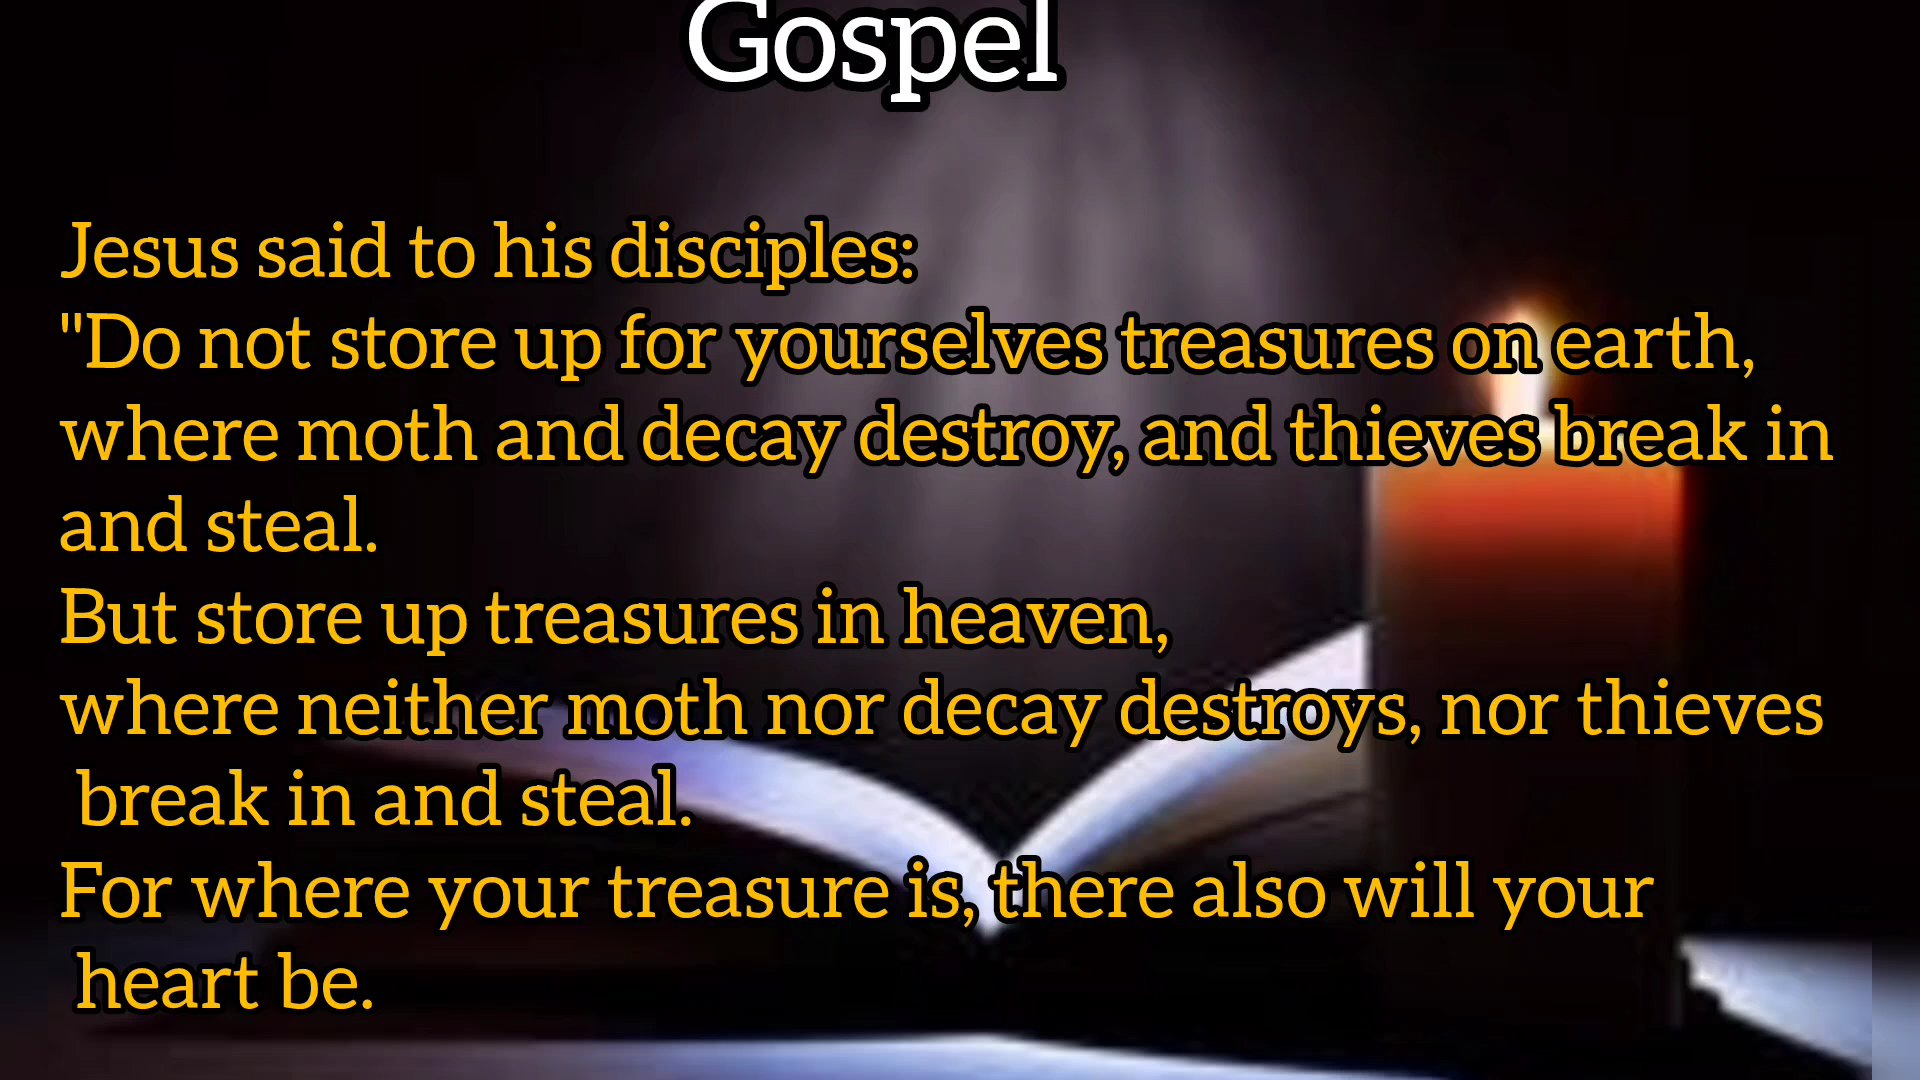 Gospel
Jesus said to his disciples:
"Do not store up for yourselves treasures on earth,
where moth and decay destroy, and thieves break in
and steal.
But store up treasures in heaven,
where neither moth nor decay destroys, nor thieves
break in and steal.
For where your treasure is, there also will your
heart be.